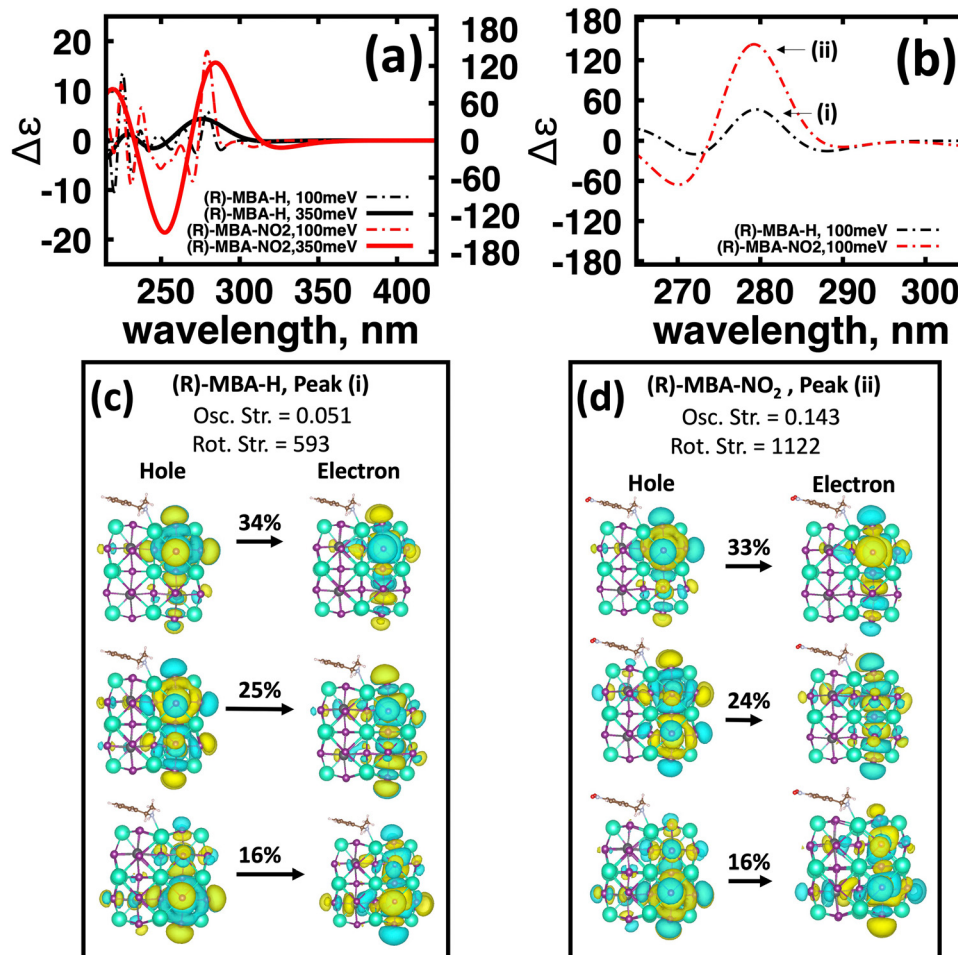 (a)
20
10
0
-10
-20
Δε
180
120
60
0
-60
-120
-180
(R)-MBA-H, 100meV
(R)-MBA-H, 350meV
(R)-MBA-NO2,100meV
(R)-MBA-NO2,350meV
250 300 350 400
wavelength, nm
(b)
180
120
60
0
-60
-120
-180
Δε
(ii)
(i)
(R)-MBA-H, 100meV
(R)-MBA-NO2,100meV
270 280 290 300
wavelength, nm
(c)
(R)-MBA-H, Peak (i)
Osc. Str. = 0.051
Rot. Str. = 593
Hole Electron
34%
25%
16%
(d)
(R)-MBA-NO₂ , Peak (ii)
Osc. Str. = 0.143
Rot. Str. = 1122
Hole Electron
33%
24%
16%